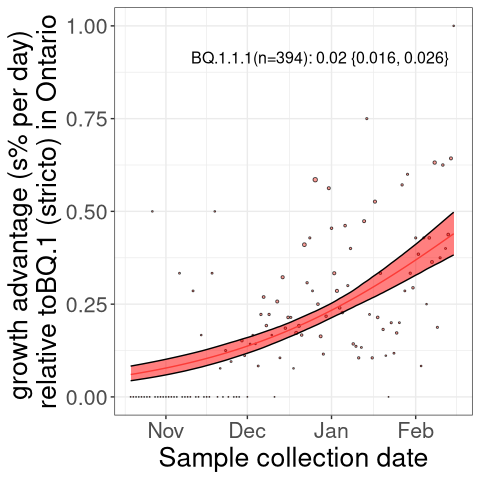 growth advantage (s% per day)
relative toBQ.1 (stricto) in Ontario
1.00
0.75
0.50
0.25
0.00
BQ.1.1.1(n=394): 0.02 {0.016, 0.026}
Nov Dec Jan Feb
Sample collection date